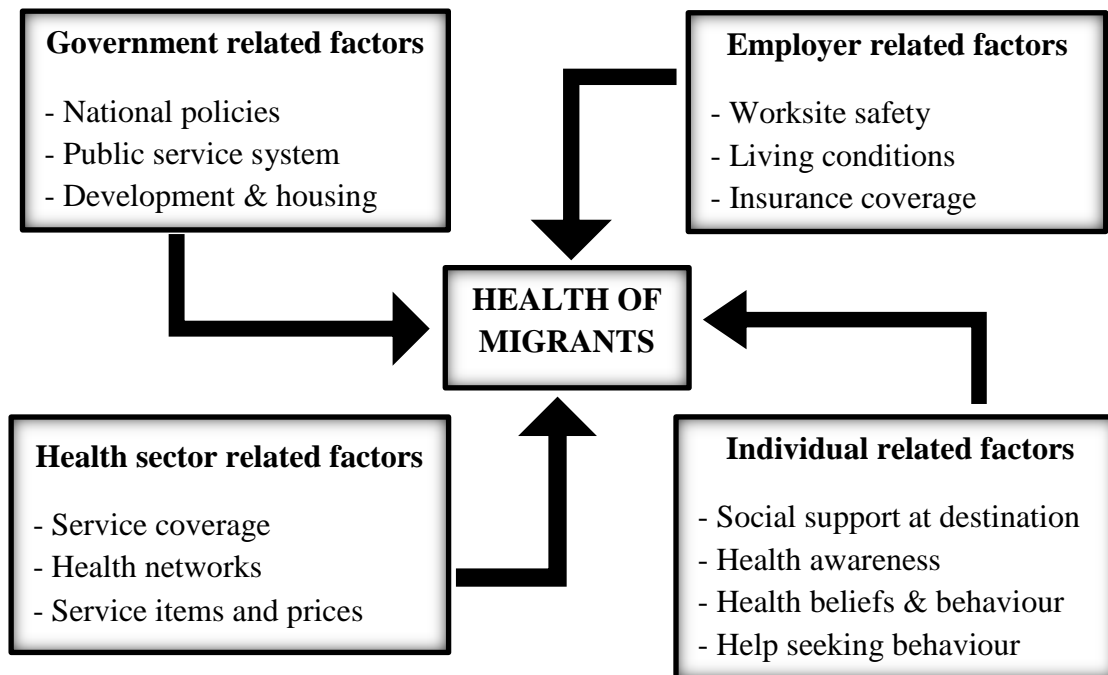 Government related factors
- National policies
- Public service system
- Development & housing
Employer related factors
- Worksite safety
- Living conditions
- Insurance coverage
HEALTH OF
MIGRANTS
Health sector related factors
- Service coverage
- Health networks
- Service items and prices
Individual related factors
- Social support at destination
- Health awareness
- Health beliefs & behaviour
- Help seeking behaviour